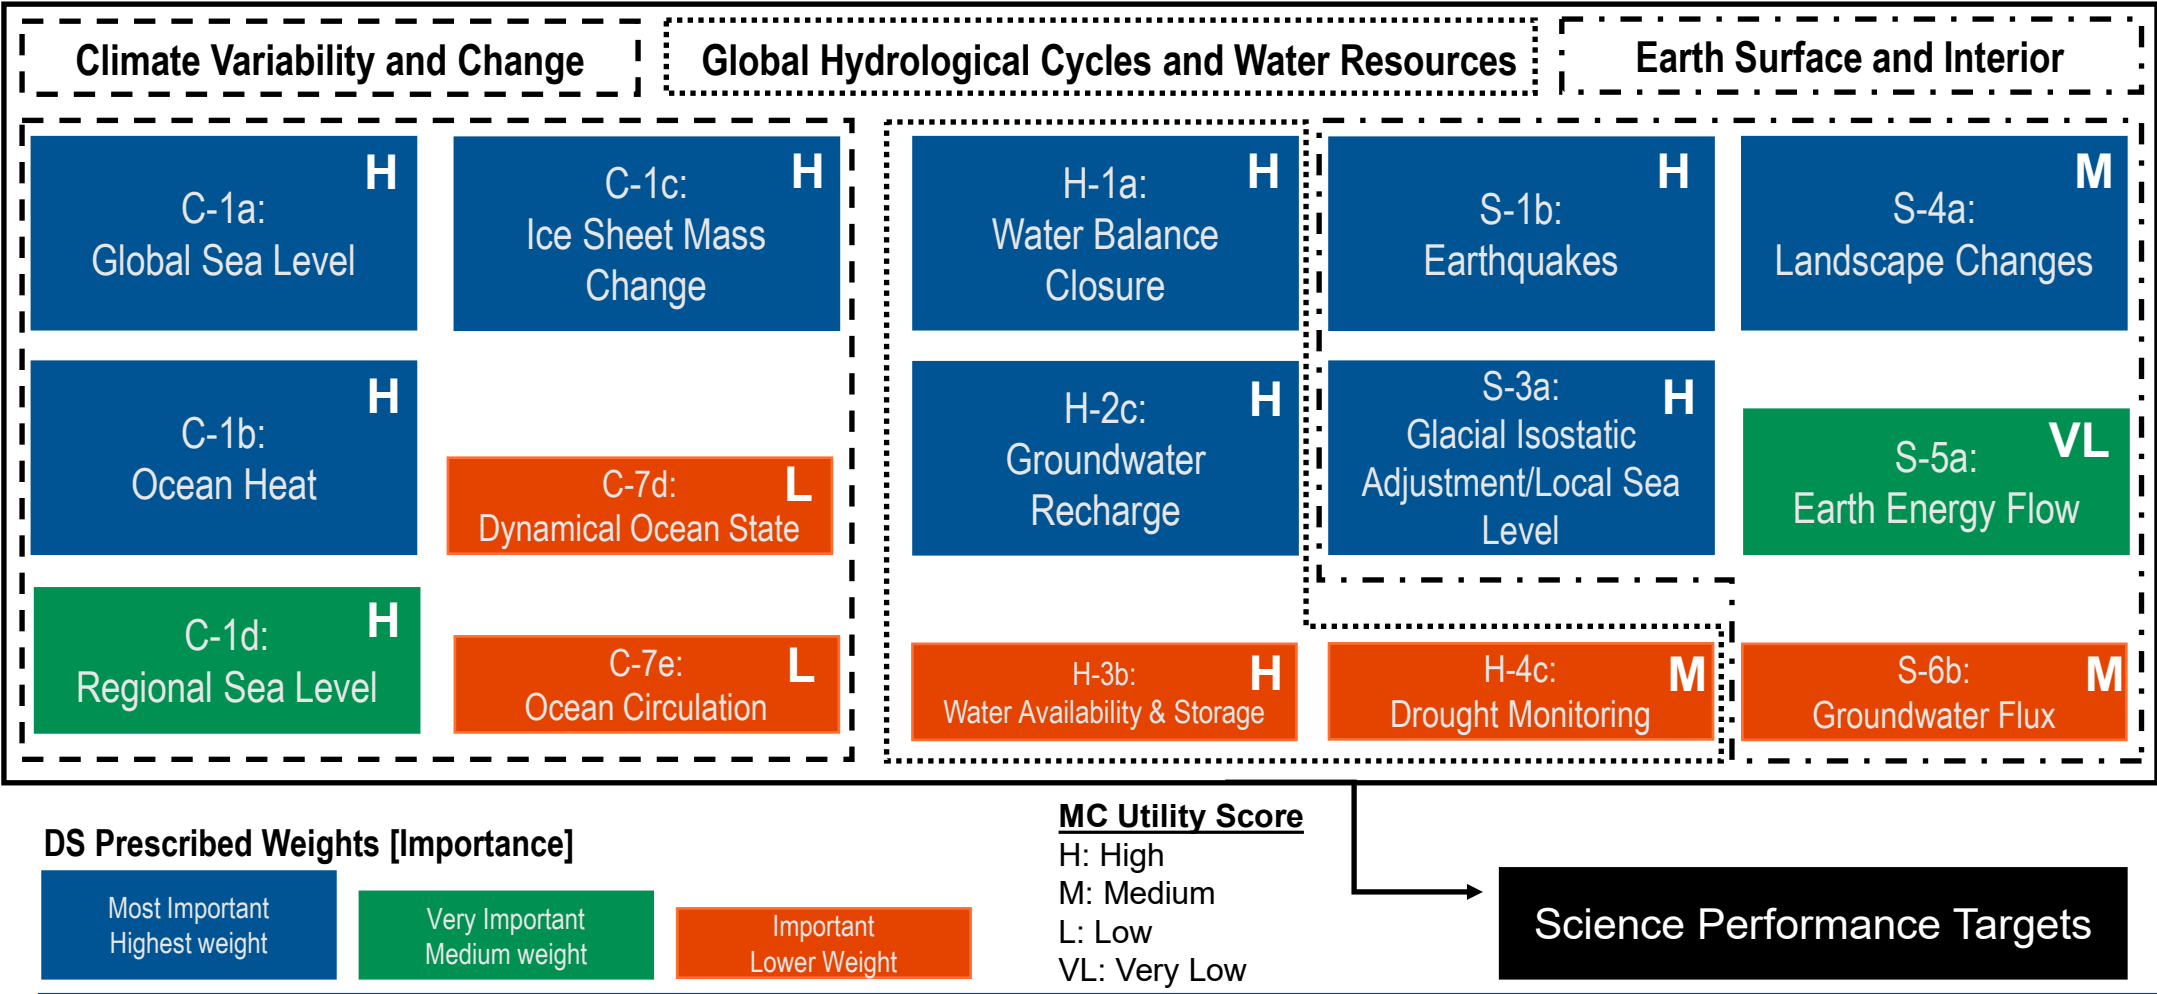 Climate Variability and Change
Global Hydrological Cycles and Water Resources
Earth Surface and Interior
C-1a:
Global Sea Level
H
C-1c:
Ice Sheet Mass
Change
H
H-1a:
Water Balance
Closure
H
S-1b:
Earthquakes
H
S-4a:
Landscape Changes
M
C-1b:
Ocean Heat
H
C-7d:
Dynamical Ocean State
L
H-2c:
Groundwater
Recharge
H
S-3a:
Glacial Isostatic
Adjustment/Local Sea
Level
H
S-5a:
Earth Energy Flow
VL
C-1d:
Regional Sea Level
H
C-7e:
Ocean Circulation
L
H-3b:
Water Availability & Storage
H
H-4c:
Drought Monitoring
M
S-6b:
Groundwater Flux
M
DS Prescribed Weights [Importance]
Most Important
Highest weight
Very Important
Medium weight
Important
Lower Weight
MC Utility Score
H: High
M: Medium
L: Low
VL: Very Low
Science Performance Targets